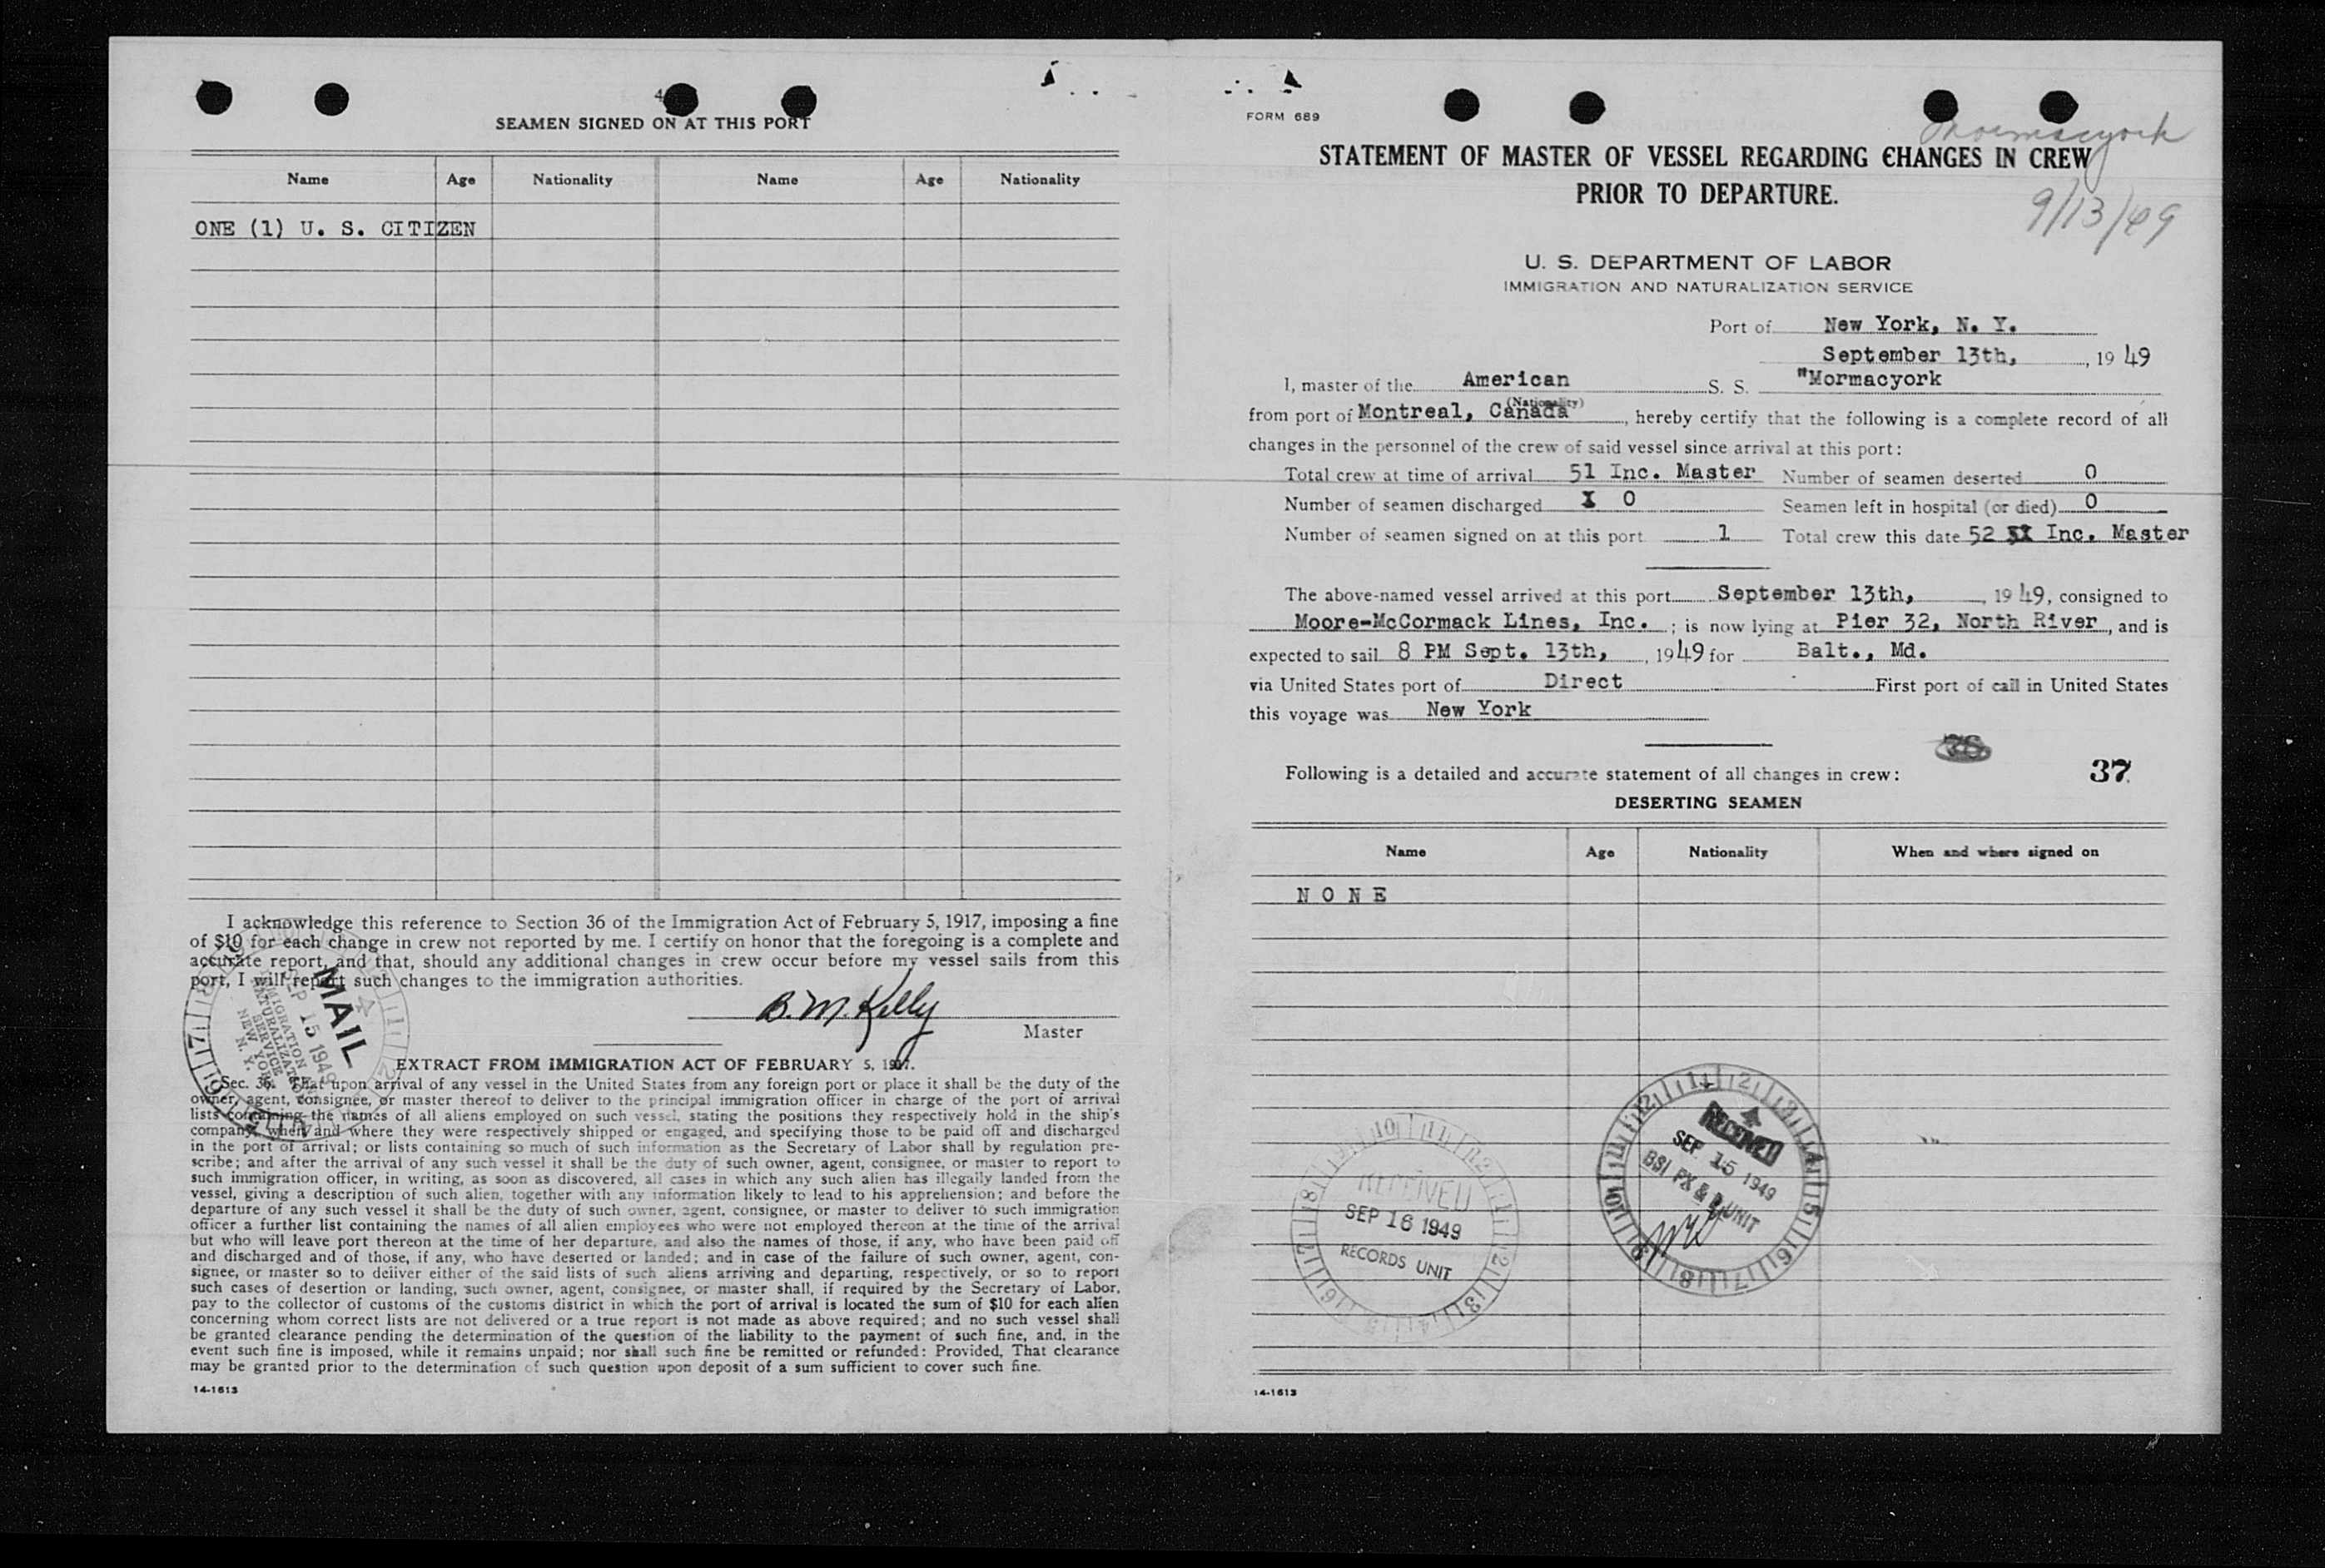 4
SEAMEN SIGNED ON AT THIS PORT
Name Age Nationality Name Age Nationality
ONE (1) U. S. CITIZEN
I acknowledge this reference to Section 36 of the Immigration Act of February 5, 1917, imposing a fine
of $10 for each change in crew not reported by me. I certify on honor that the foregoing is a complete and
accurate report, and that, should any additional changes in crew occur before my vessel sails from this
port, I will report such changes to the immigration authorities.
B. M. Kelly
Master
MAIL
SEP 15 1949
IMMIGRATION
NATURALIZATION
SERVICE
NEW YORK
N. Y.
EXTRACT FROM IMMIGRATION ACT OF FEBRUARY 5, 1917.
Sec. 36. That upon arrival of any vessel in the United States from any foreign port or place it shall be the duty of the
owner, agent, consignee, or master thereof to deliver to the principal immigration officer in charge of the port of arrival
lists containing the names of all aliens employed on such vessel, stating the positions they respectively hold in the ship's
company, when and where they were respectively shipped or engaged, and specifying those to be paid off and discharged
in the port of arrival; or lists containing so much of such information as the Secretary of Labor shall by regulation pre-
scribe; and after the arrival of any such vessel it shall be the duty of such owner, agent, consignee, or master to report to
such immigration officer, in writing, as soon as discovered, all cases in which any such alien has illegally landed from the
vessel, giving a description of such alien, together with any information likely to lead to his apprehension; and before the
departure of any such vessel it shall be the duty of such owner, agent, consignee, or master to deliver to such immigration
officer a further list containing the names of all alien employees who were not employed thereon at the time of the arrival
but who will leave port thereon at the time of her departure, and also the names of those, if any, who have been paid off
and discharged and of those, if any, who have deserted or landed; and in case of the failure of such owner, agent, con-
signee, or master so to deliver either of the said lists of such aliens arriving and departing, respectively, or so to report
such cases of desertion or landing, such owner, agent, consignee, or master shall, if required by the Secretary of Labor,
pay to the collector of customs of the customs district in which the port of arrival is located the sum of $10 for each alien
concerning whom correct lists are not delivered or a true report is not made as above required; and no such vessel shall
be granted clearance pending the determination of the question of the liability to the payment of such fine, and, in the
event such fine is imposed, while it remains unpaid; nor shall such fine be remitted or refunded: Provided, That clearance
may be granted prior to the determination of such question upon deposit of a sum sufficient to cover such fine.
14-1613
FORM 689
Mormacyork
STATEMENT OF MASTER OF VESSEL REGARDING CHANGES IN CREW
PRIOR TO DEPARTURE.
9/13/49
U. S. DEPARTMENT OF LABOR
IMMIGRATION AND NATURALIZATION SERVICE
Port of New York, N. Y.
September 13th, , 19 49
I, master of the American S. S. "Mormacyork
(Nationality)
from port of Montreal, Canada , hereby certify that the following is a complete record of all
changes in the personnel of the crew of said vessel since arrival at this port:
Total crew at time of arrival 51 Inc. Master Number of seamen deserted 0
Number of seamen discharged X 0 Seamen left in hospital (or died) 0
Number of seamen signed on at this port 1 Total crew this date 52 Inc. Master
The above-named vessel arrived at this port September 13th, , 19 49, consigned to
Moore-McCormack Lines, Inc. ; is now lying at Pier 32, North River , and is
expected to sail 8 PM Sept. 13th, , 19 49 for Balt., Md.
via United States port of Direct First port of call in United States
this voyage was New York
36
Following is a detailed and accurate statement of all changes in crew: 37
DESERTING SEAMEN
Name Age Nationality When and where signed on
N O N E
RECEIVED
SEP 15 1949
BSI PX & D UNIT
RECEIVED
SEP 16 1949
RECORDS UNIT
14-1613